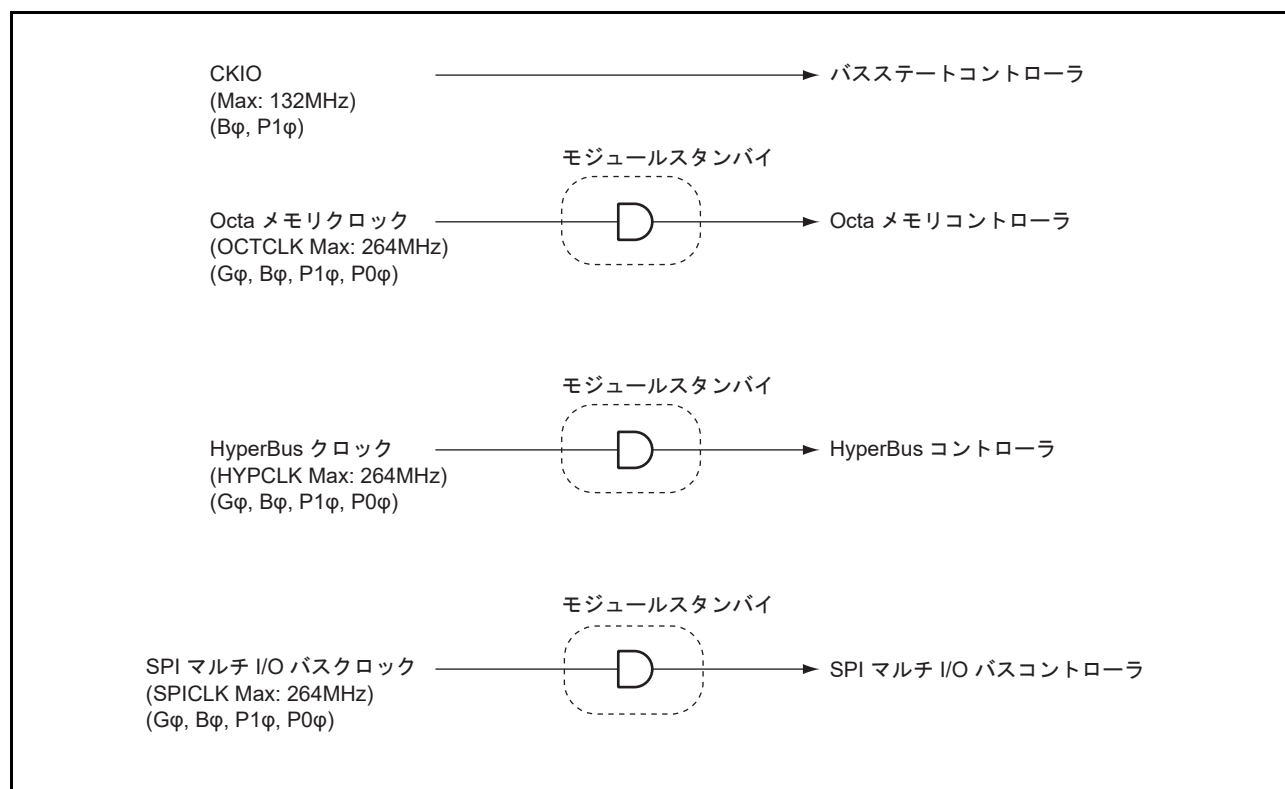 CKIO
(Max: 132MHz)
(Bφ, P1φ)
バスステートコントローラ
モジュールスタンバイ
Octa メモリクロック
(OCTCLK Max: 264MHz)
(Gφ, Bφ, P1φ, P0φ)
Octa メモリコントローラ
モジュールスタンバイ
HyperBus クロック
(HYPCLK Max: 264MHz)
(Gφ, Bφ, P1φ, P0φ)
HyperBus コントローラ
モジュールスタンバイ
SPI マルチ I/O バスクロック
(SPICLK Max: 264MHz)
(Gφ, Bφ, P1φ, P0φ)
SPI マルチ I/O バスコントローラ